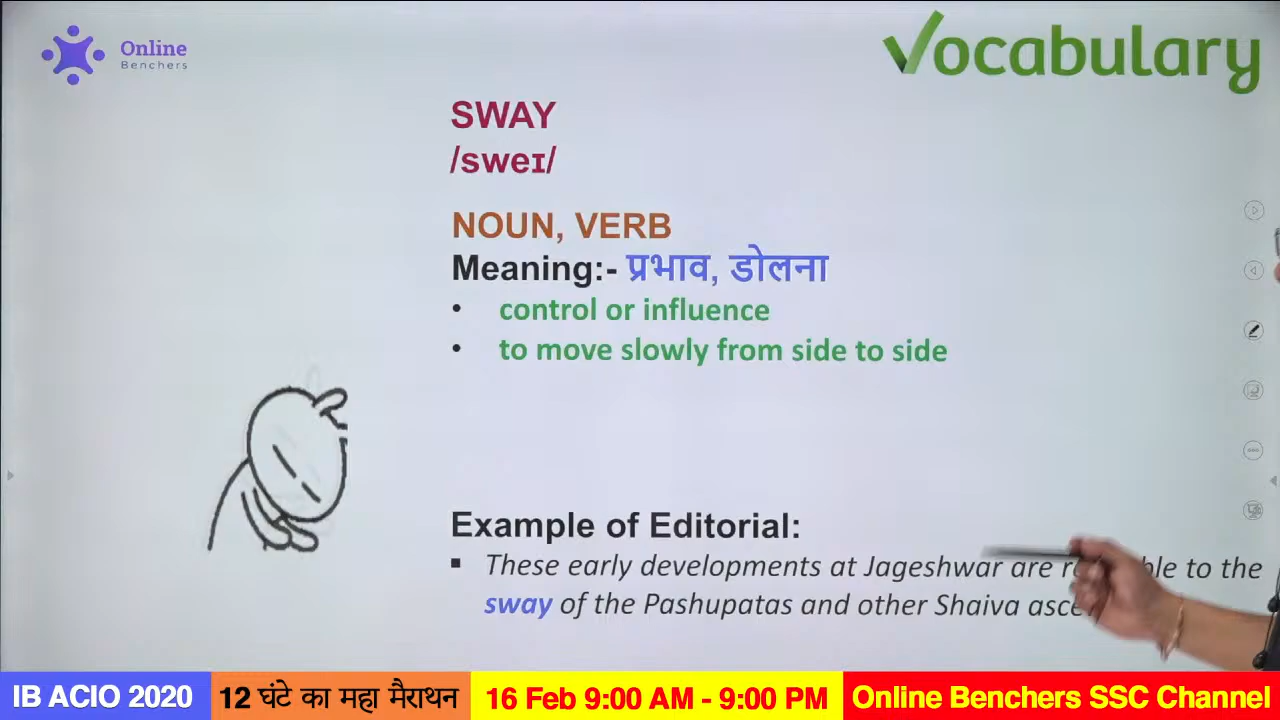 Online
Benchers
Vocabulary
SWAY
/sweɪ/
NOUN, VERB
Meaning:- प्रभाव, डोलना
• control or influence
• to move slowly from side to side
Example of Editorial:
▪ These early developments at Jageshwar are to the
sway of the Pashupatas and other Shaiva
IB ACIO 2020
12 घंटे का महा मैराथन
16 Feb 9:00 AM - 9:00 PM
Online Benchers SSC Channel